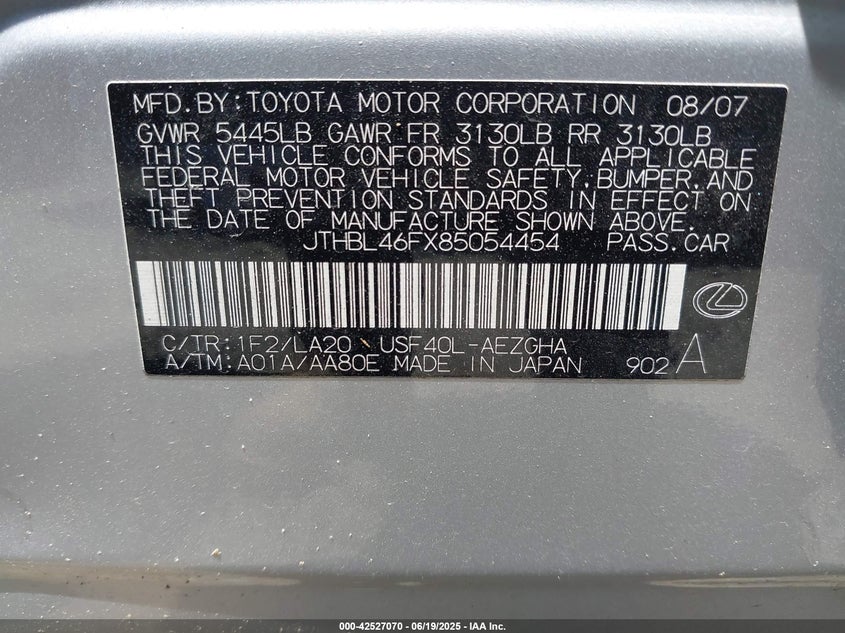 MFD. BY: TOYOTA MOTOR CORPORATION 08/07
GVWR 5445LB GAWR FR 3130LB RR 3130LB
THIS VEHICLE CONFORMS TO ALL APPLICABLE
FEDERAL MOTOR VEHICLE SAFETY, BUMPER, AND
THEFT PREVENTION STANDARDS IN EFFECT ON
THE DATE OF MANUFACTURE SHOWN ABOVE.
JTHBL46FX85054454 PASS. CAR
C/TR: 1F2/LA20 USF40L-AEZGHA
A/TM: A01A/AA80E MADE IN JAPAN 902 A
000-42527070 - 06/19/2025 - IAA Inc.